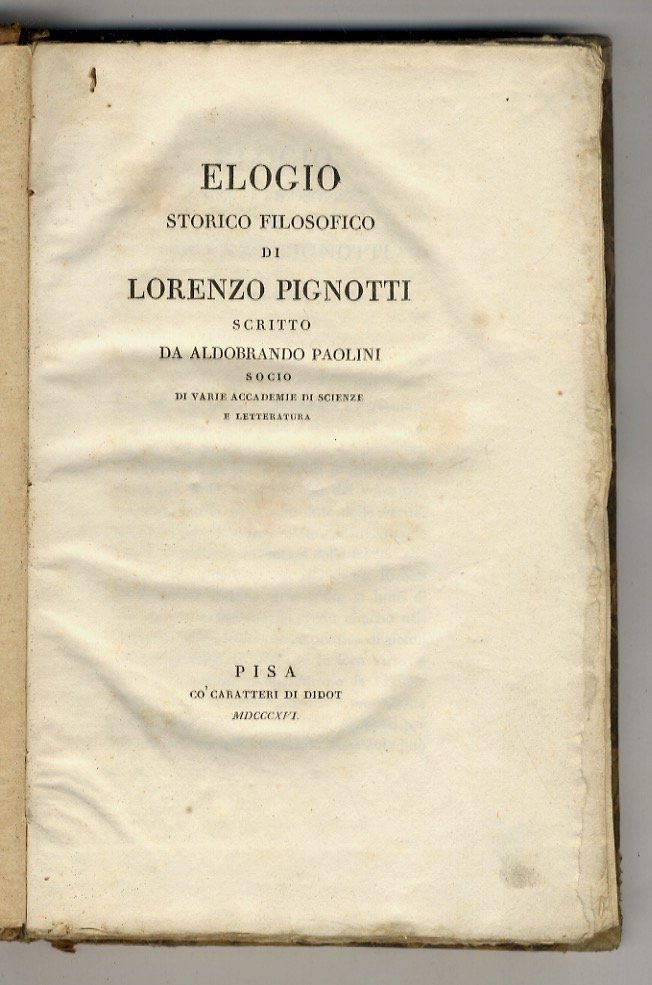 ELOGIO
STORICO FILOSOFICO
DI
LORENZO PIGNOTTI
SCRITTO
DA ALDOBRANDO PAOLINI
SOCIO
DI VARIE ACCADEMIE DI SCIENZE
E LETTERATURA
PISA
CO' CARATTERI DI DIDOT
MDCCCXVI.